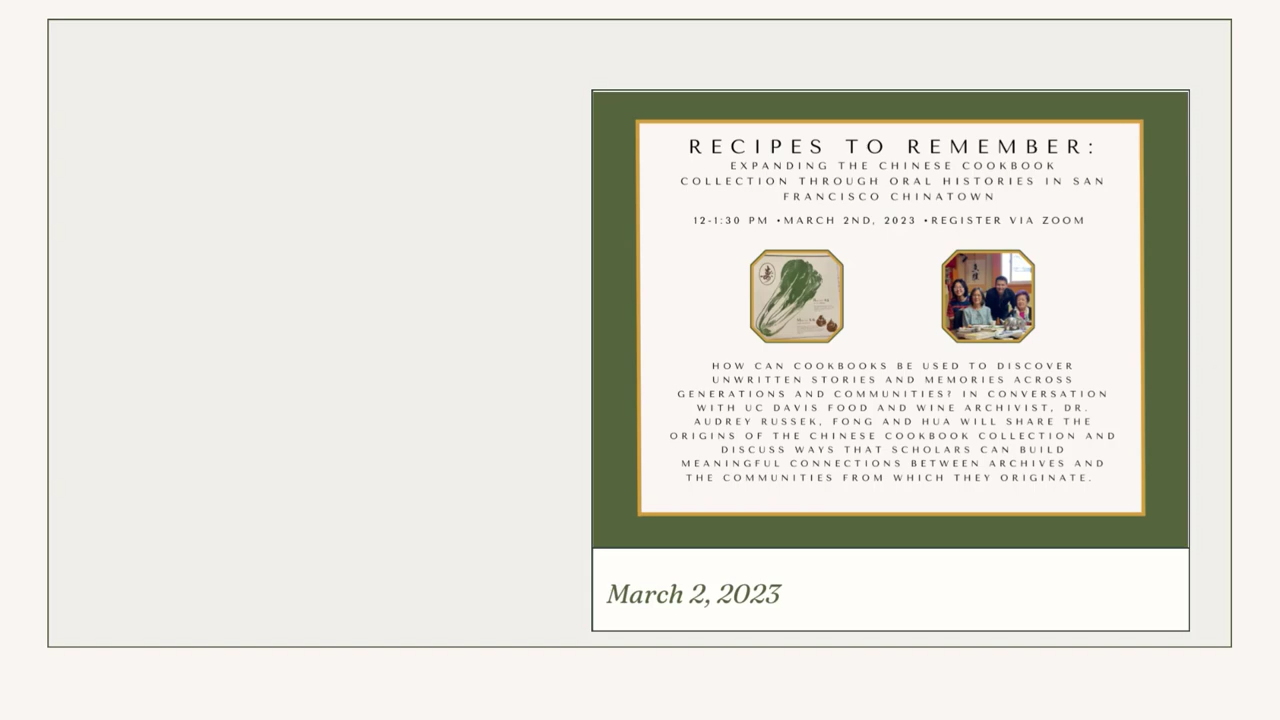 RECIPES TO REMEMBER:
EXPANDING THE CHINESE COOKBOOK
COLLECTION THROUGH ORAL HISTORIES IN SAN
FRANCISCO CHINATOWN
12-1:30 PM •MARCH 2ND, 2023 •REGISTER VIA ZOOM
壽
HOW CAN COOKBOOKS BE USED TO DISCOVER
UNWRITTEN STORIES AND MEMORIES ACROSS
GENERATIONS AND COMMUNITIES? IN CONVERSATION
WITH UC DAVIS FOOD AND WINE ARCHIVIST, DR.
AUDREY RUSSEK, FONG AND HUA WILL SHARE THE
ORIGINS OF THE CHINESE COOKBOOK COLLECTION AND
DISCUSS WAYS THAT SCHOLARS CAN BUILD
MEANINGFUL CONNECTIONS BETWEEN ARCHIVES AND
THE COMMUNITIES FROM WHICH THEY ORIGINATE.
March 2, 2023